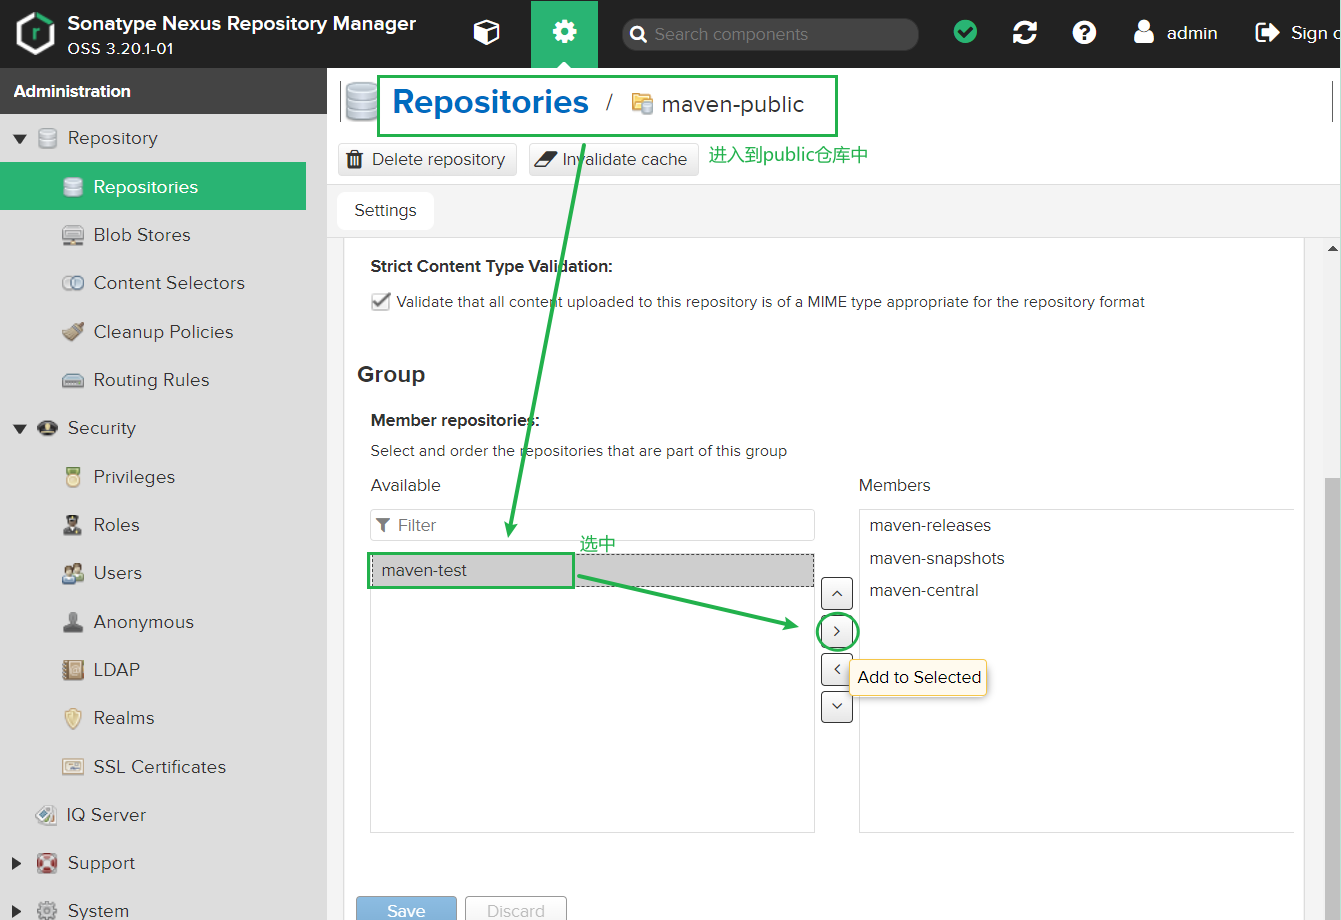 Sonatype Nexus Repository Manager
OSS 3.20.1-01
Search components
admin
Sign o
Administration
Repository
Repositories
Blob Stores
Content Selectors
Cleanup Policies
Routing Rules
Security
Privileges
Roles
Users
Anonymous
LDAP
Realms
SSL Certificates
IQ Server
Support
System
Repositories / maven-public
Delete repository
Invalidate cache
进入到public仓库中
Settings
Strict Content Type Validation:
Validate that all content uploaded to this repository is of a MIME type appropriate for the repository format
Group
Member repositories:
Select and order the repositories that are part of this group
Available
Filter
选中
maven-test
Members
maven-releases
maven-snapshots
maven-central
Add to Selected
Save
Discard